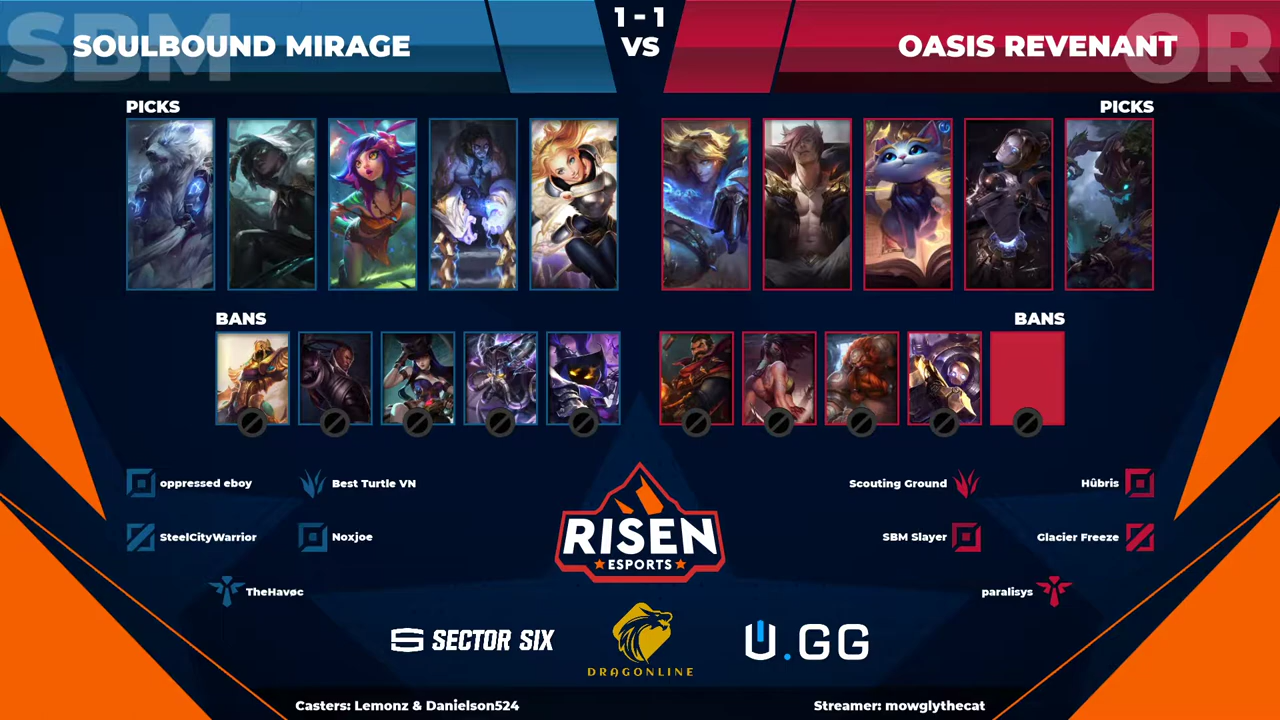 SBM
SOULBOUND MIRAGE
1 - 1
VS
OASIS REVENANT
OR
PICKS
PICKS
BANS
BANS
oppressed eboy
Best Turtle VN
Scouting Ground
Hûbris
SteelCityWarrior
Noxjoe
SBM Slayer
Glacier Freeze
TheHavøc
paralisys
RISEN
ESPORTS
SECTOR SIX
DRAGONLINE
U.GG
Casters: Lemonz & Danielson524
Streamer: mowglythecat